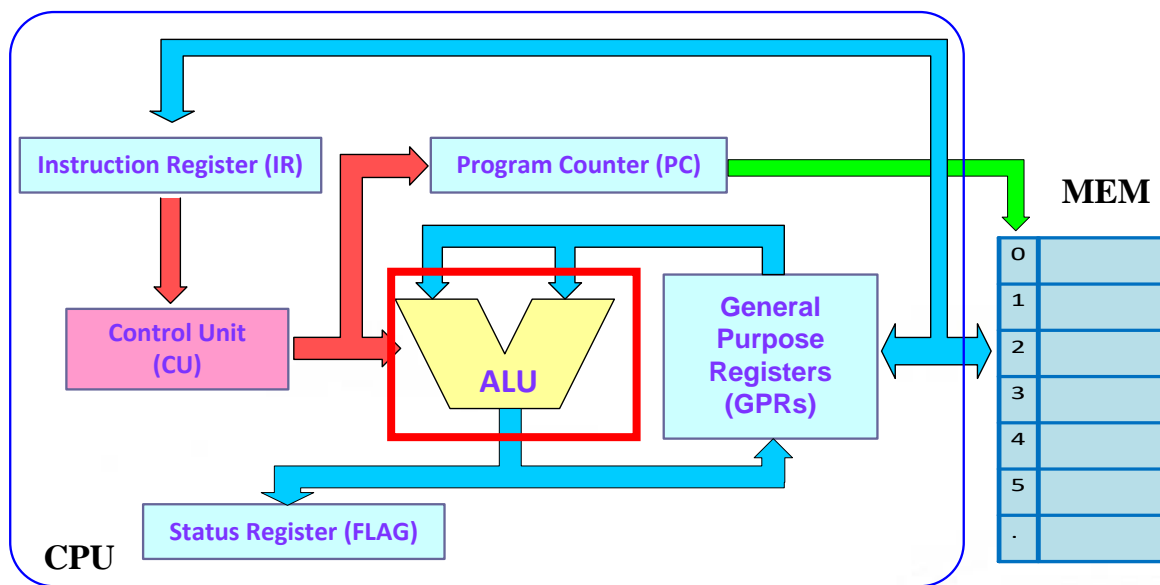 Instruction Register (IR)
Program Counter (PC)
MEM
0
1
2
3
4
5
.
General
Purpose
Registers
(GPRs)
Control Unit
(CU)
ALU
Status Register (FLAG)
CPU